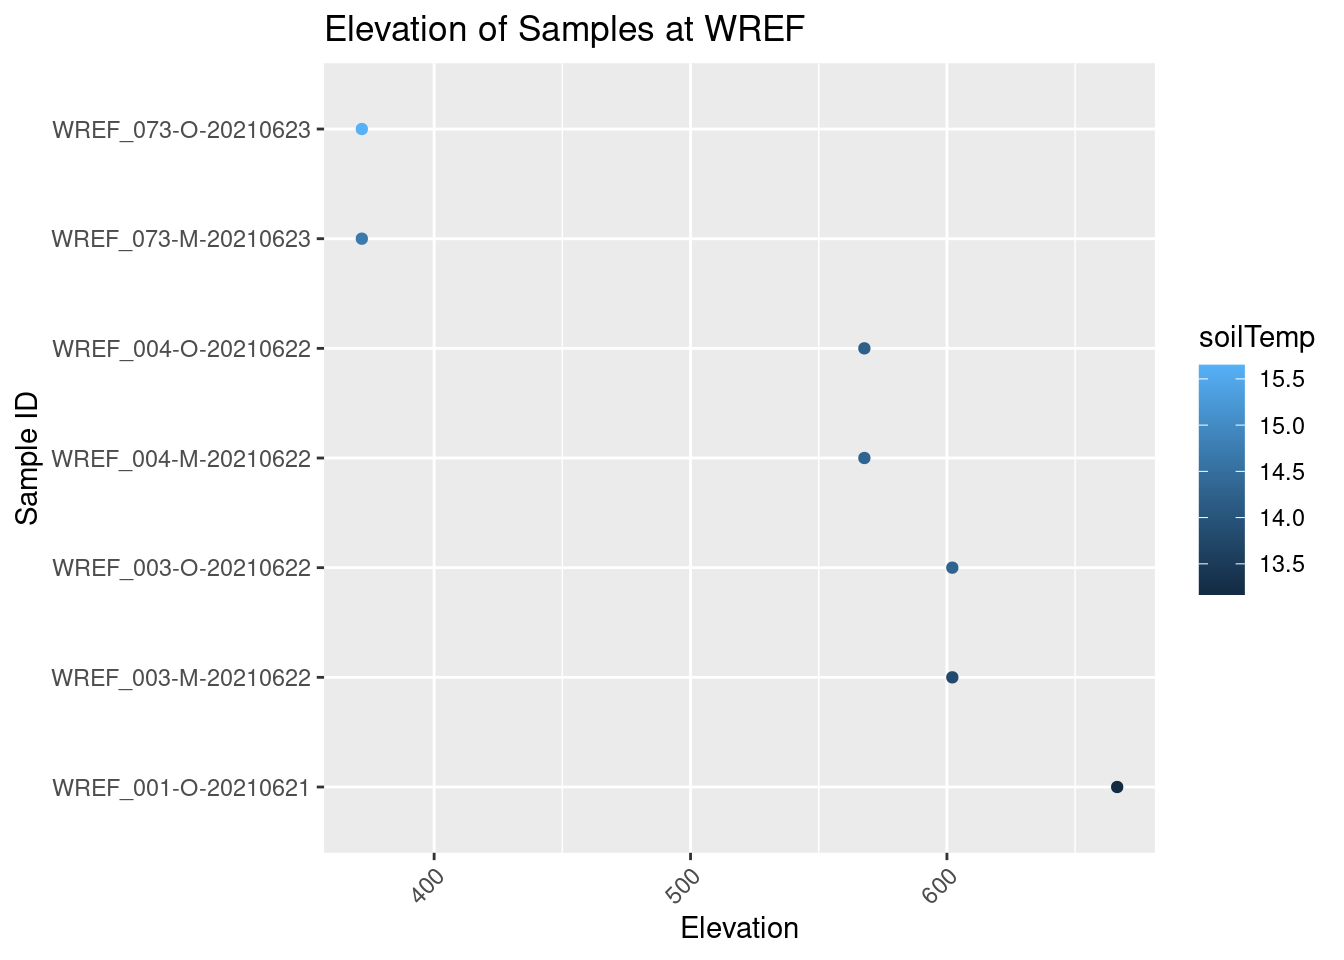 Elevation of Samples at WREF
WREF_073-O-20210623
WREF_073-M-20210623
WREF_004-O-20210622
WREF_004-M-20210622
WREF_003-O-20210622
WREF_003-M-20210622
WREF_001-O-20210621
Sample ID
400
500
600
Elevation
soilTemp
15.5
15.0
14.5
14.0
13.5